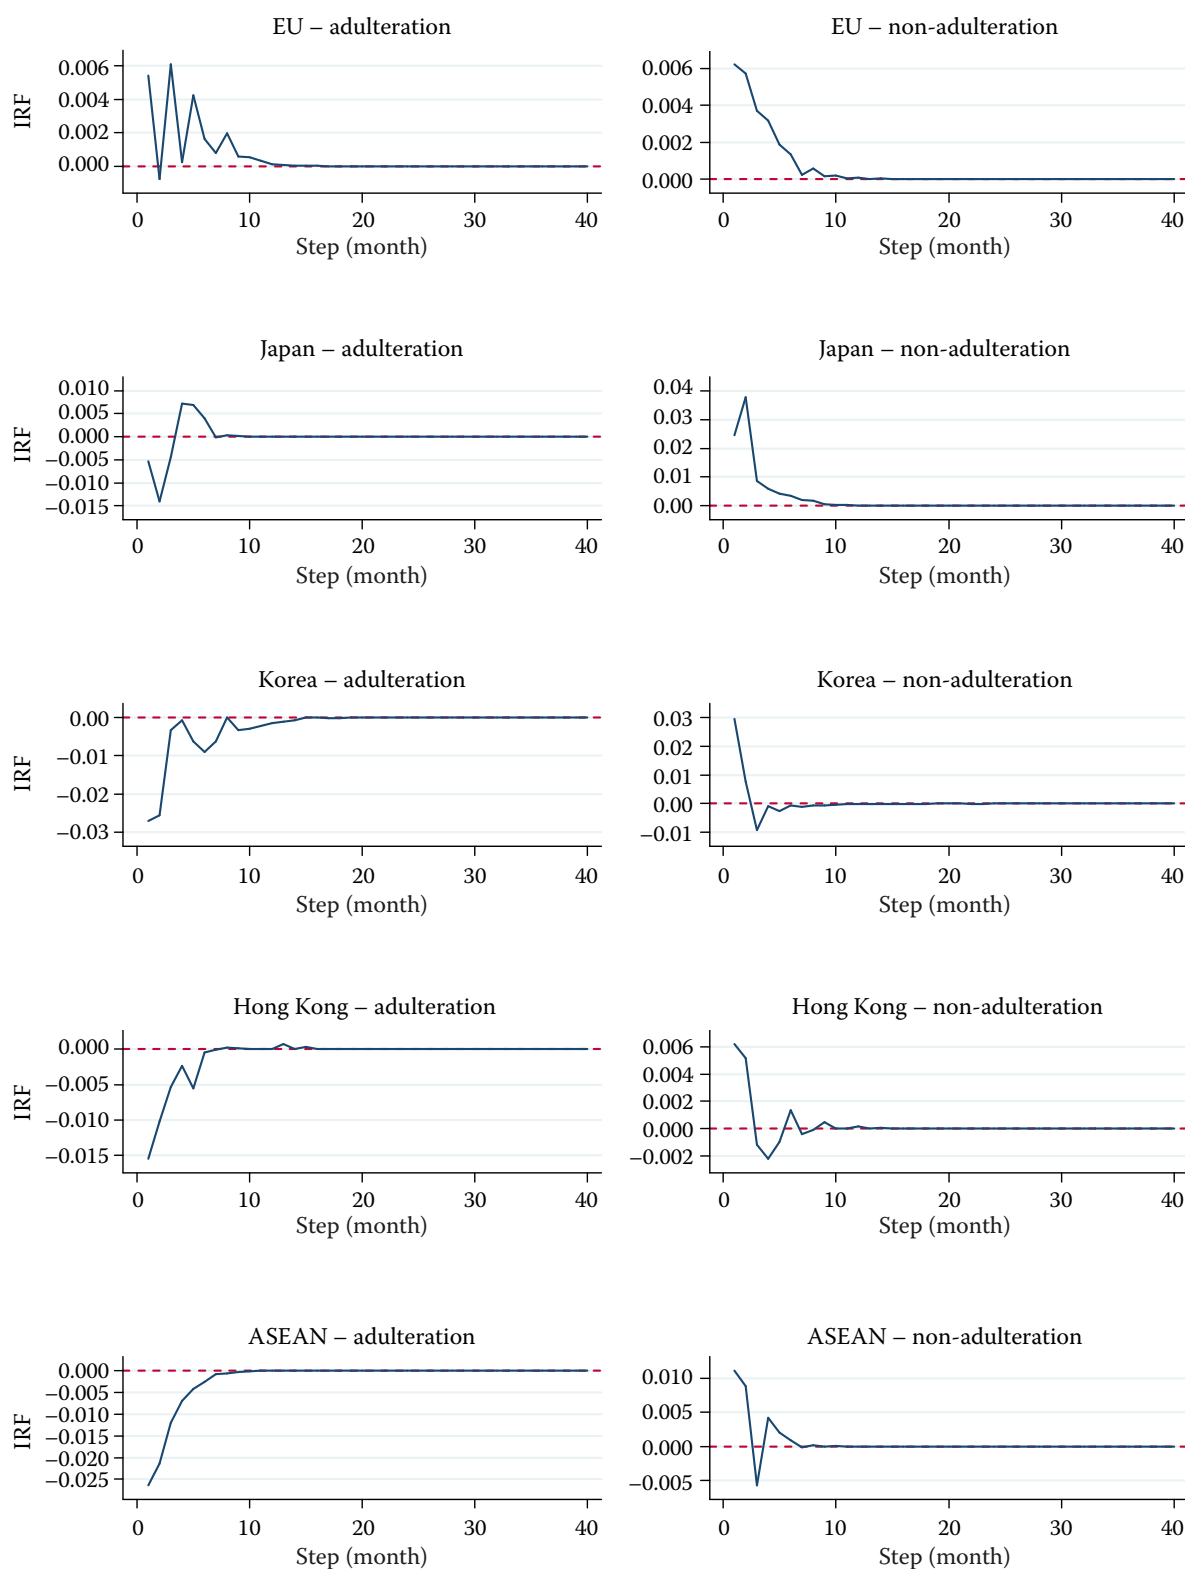 EU – adulteration
EU – non-adulteration
IRF
0.006
0.004
0.002
0.000
0.006
0.004
0.002
0.000
0 10 20 30 40
0 10 20 30 40
Step (month)
Step (month)
Japan – adulteration
Japan – non-adulteration
IRF
0.010
0.005
0.000
–0.005
–0.010
–0.015
0.04
0.03
0.02
0.01
0.00
0 10 20 30 40
0 10 20 30 40
Step (month)
Step (month)
Korea – adulteration
Korea – non-adulteration
IRF
0.00
–0.01
–0.02
–0.03
0.03
0.02
0.01
0.00
–0.01
0 10 20 30 40
0 10 20 30 40
Step (month)
Step (month)
Hong Kong – adulteration
Hong Kong – non-adulteration
IRF
0.000
–0.005
–0.010
–0.015
0.006
0.004
0.002
0.000
–0.002
0 10 20 30 40
0 10 20 30 40
Step (month)
Step (month)
ASEAN – adulteration
ASEAN – non-adulteration
IRF
0.000
–0.005
–0.010
–0.015
–0.020
–0.025
0.010
0.005
0.000
–0.005
0 10 20 30 40
0 10 20 30 40
Step (month)
Step (month)